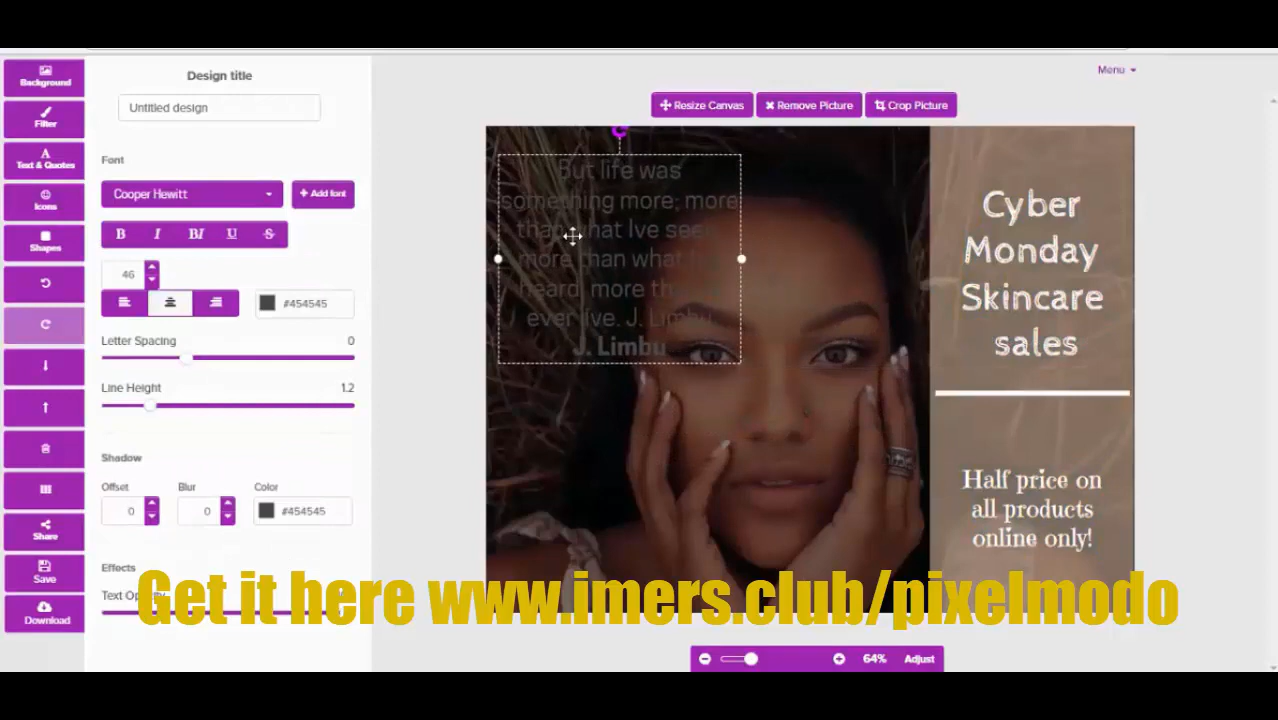 Menu
Background
Filter
Text & Quotes
Icons
Shapes
Share
Save
Download
Design title
Untitled design
Font
Cooper Hewitt
Add font
B I BI U S
46
#454545
Letter Spacing 0
Line Height 1.2
Shadow
Offset Blur Color
0 0 #454545
Effects
Text Opacity
Resize Canvas Remove Picture Crop Picture
But life was
something more; more
than what Ive seen
more than what I
heard, more
ever live. J. Limbu
J. Limbu
Cyber
Monday
Skincare
sales
Half price on
all products
online only!
Get it here www.imers.club/pixelmodo
64% Adjust